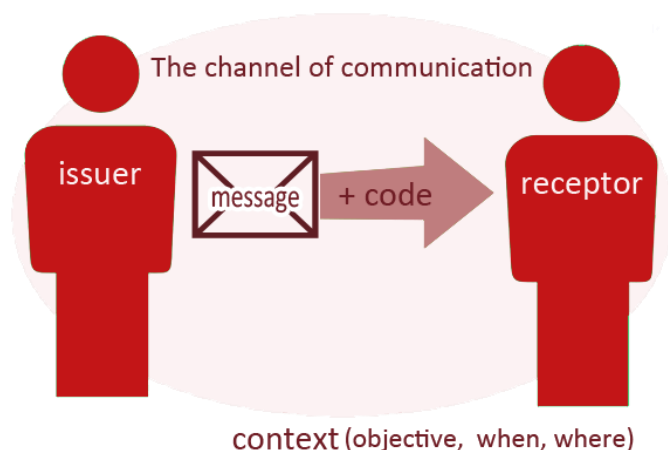 The channel of communication
issuer
message
+ code
receptor
context (objective, when, where)